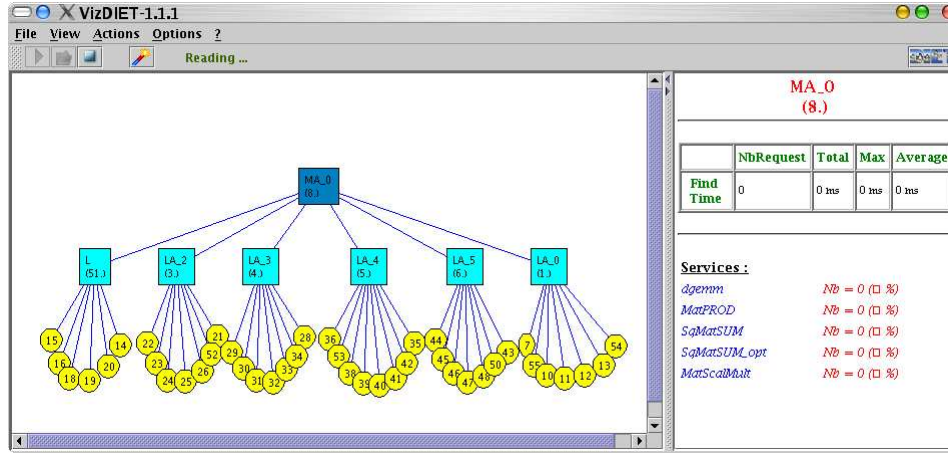 VizDIET-1.1.1
File View Actions Options ?
Reading ...
MA_0
(8.)
L
(51.)
LA_2
(3.)
LA_3
(4.)
LA_4
(5.)
LA_5
(6.)
LA_0
(1.)
15 16 18 19 20 14
22 23 24 25 26 52 21
29 30 31 32 33 34 28
36 53 38 39 40 41 42 35
44 45 46 47 48 50 43
7 55 10 11 12 13 54
MA_0
(8.)
NbRequest Total Max Average
Find Time 0 0 ms 0 ms 0 ms
Services :
dgemm Nb = 0 (□ %)
MatPROD Nb = 0 (□ %)
SqMatSUM Nb = 0 (□ %)
SqMatSUM_opt Nb = 0 (□ %)
MatScalMult Nb = 0 (□ %)